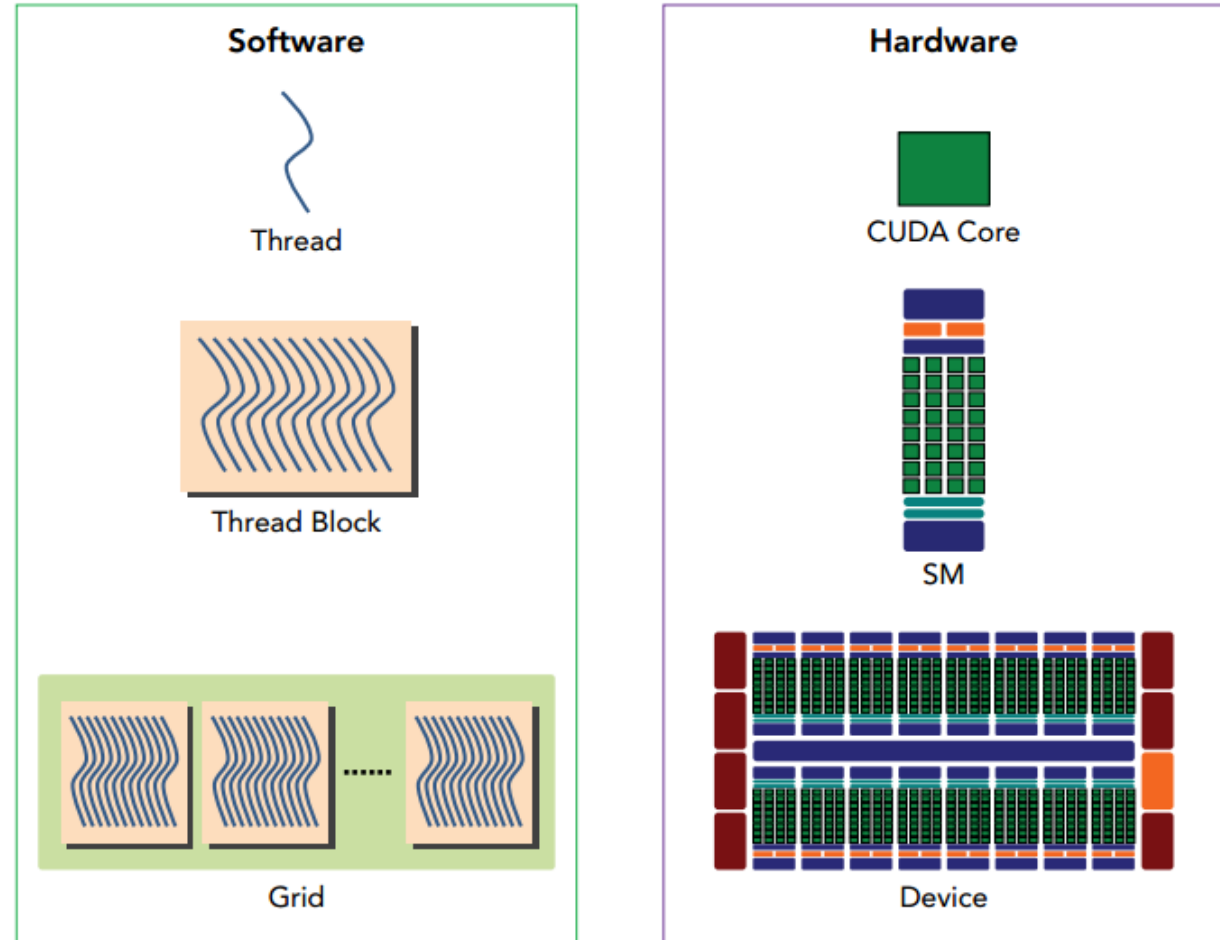 Software
Thread
Thread Block
Grid
Hardware
CUDA Core
SM
Device